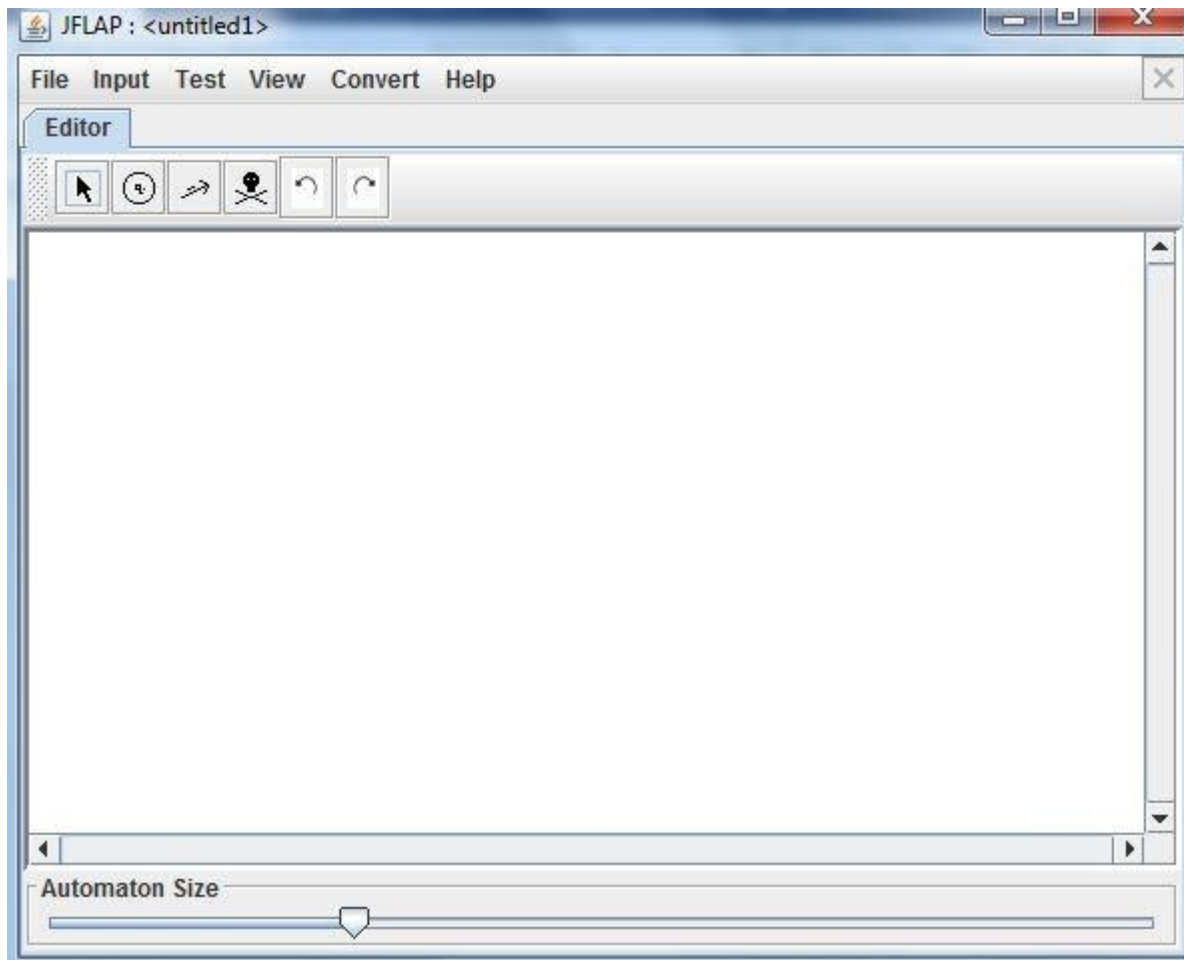 JFLAP : <untitled1>
File Input Test View Convert Help
Editor
q
Automaton Size